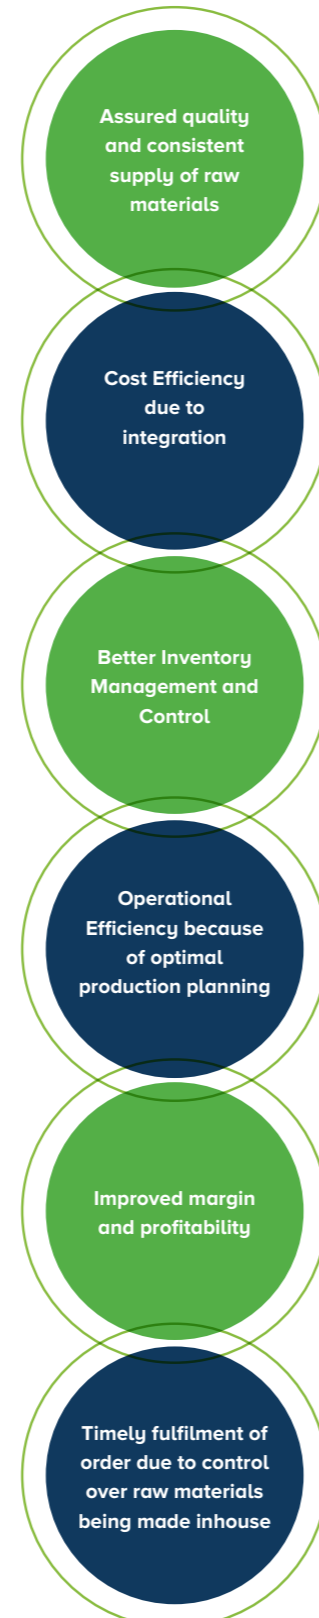 Assured quality
and consistent
supply of raw
materials
Cost Efficiency
due to
integration
Better Inventory
Management and
Control
Operational
Efficiency because
of optimal
production planning
Improved margin
and profitability
Timely fulfilment of
order due to control
over raw materials
being made inhouse